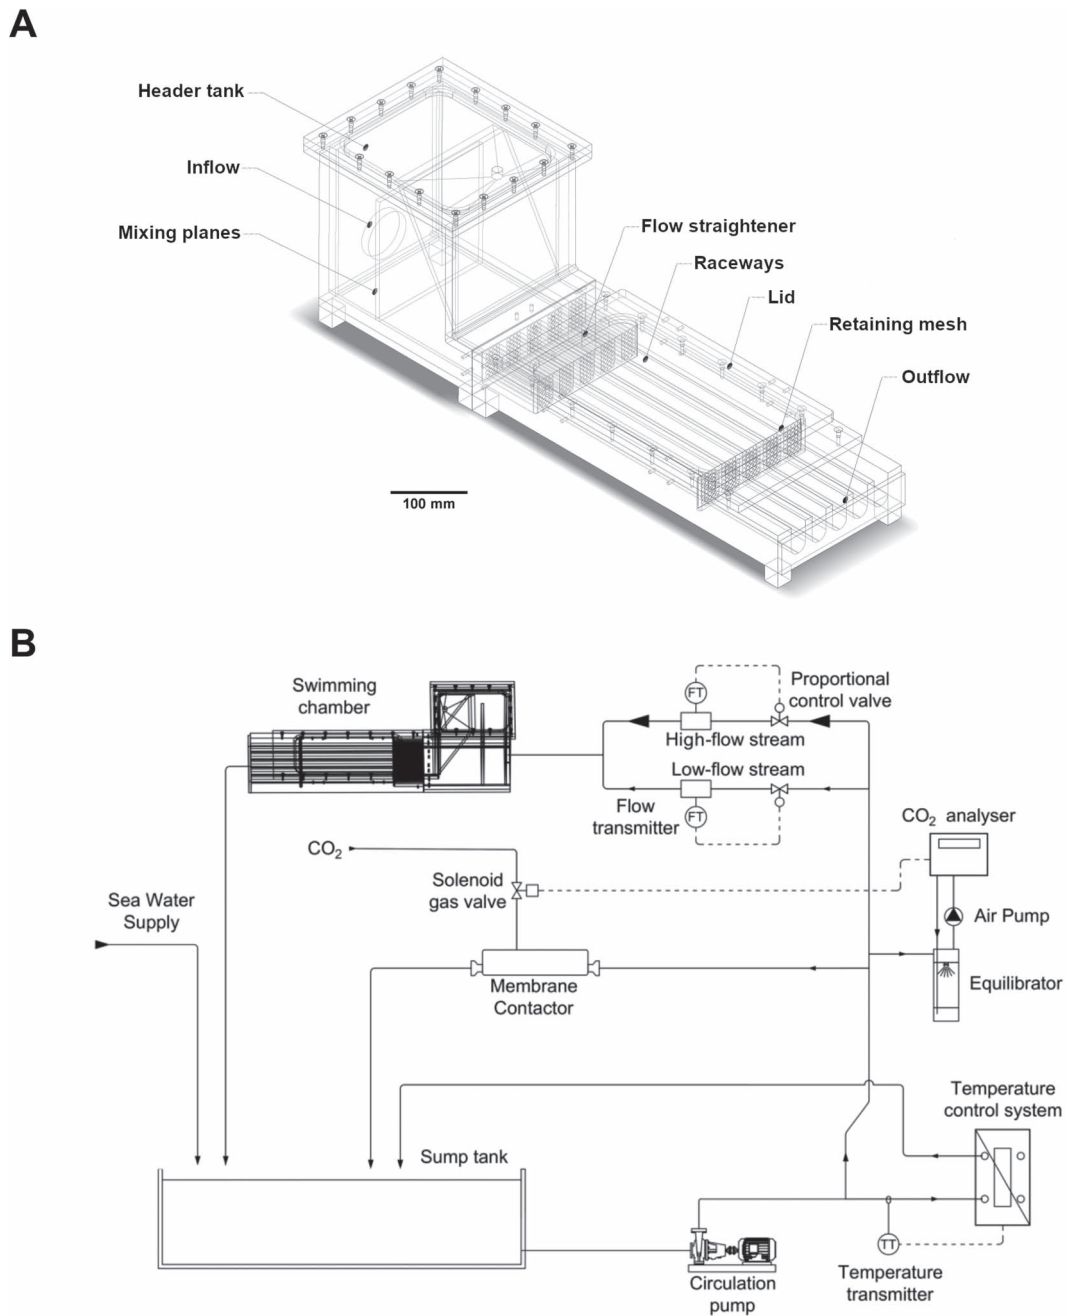 A
Header tank
Inflow
Mixing planes
Flow straightener
Raceways
Lid
Retaining mesh
Outflow
100 mm
B
Swimming
chamber
FT
Proportional
control valve
High-flow stream
Low-flow stream
Flow
transmitter
FT
CO₂ analyser
CO₂
Solenoid
gas valve
Sea Water
Supply
Air Pump
Membrane
Contactor
Equilibrator
Temperature
control system
Sump tank
TT
Circulation
pump
Temperature
transmitter